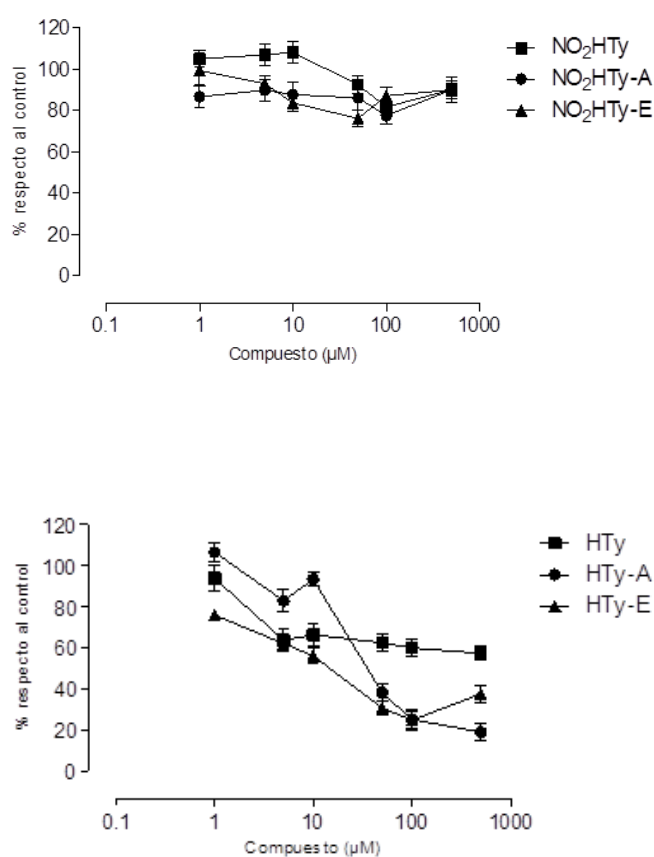 120
100
80
60
40
20
0
% respecto al control
0.1 1 10 100 1000
Compuesto (µM)
NO₂HTy
NO₂HTy-A
NO₂HTy-E
120
100
80
60
40
20
0
% respecto al control
0.1 1 10 100 1000
Compuesto (µM)
HTy
HTy-A
HTy-E